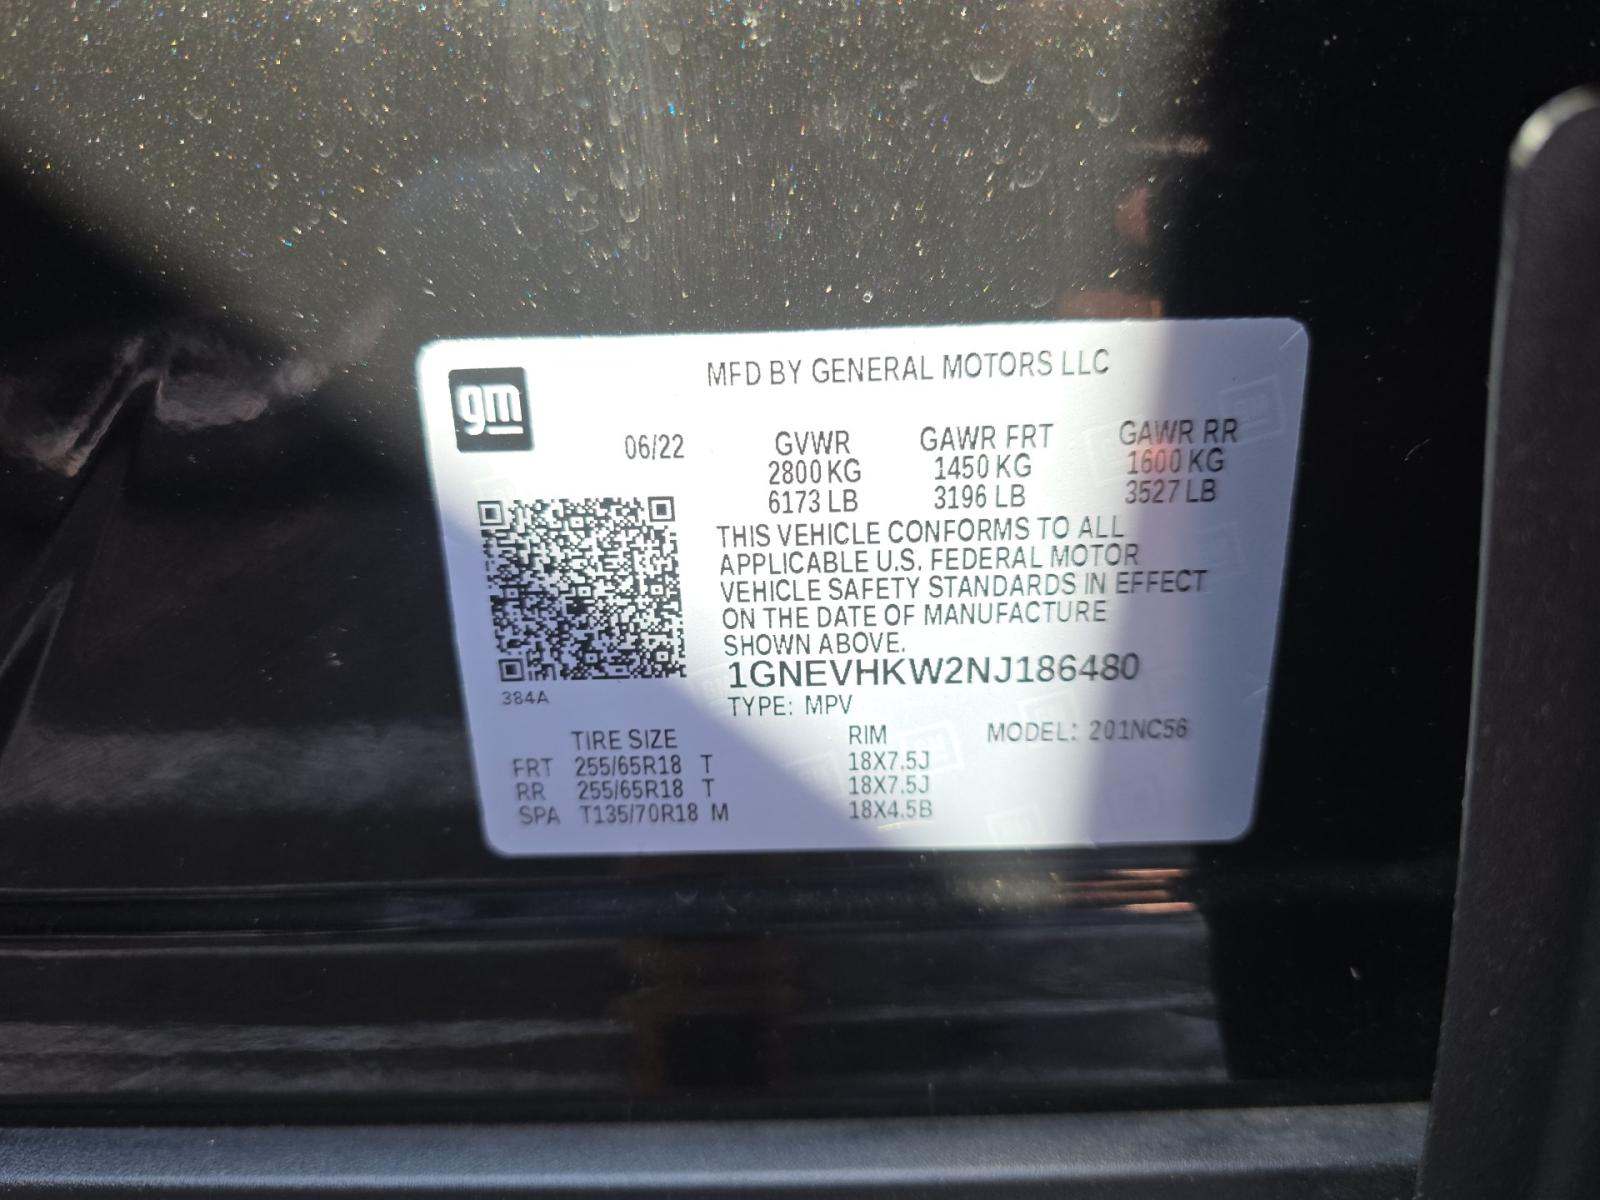 gm
MFD BY GENERAL MOTORS LLC
06/22 GVWR GAWR FRT GAWR RR
2800 KG 1450 KG 1600 KG
6173 LB 3196 LB 3527 LB
THIS VEHICLE CONFORMS TO ALL
APPLICABLE U.S. FEDERAL MOTOR
VEHICLE SAFETY STANDARDS IN EFFECT
ON THE DATE OF MANUFACTURE
SHOWN ABOVE.
1GNEVHKW2NJ186480
384A
TYPE: MPV
TIRE SIZE RIM MODEL: 201NC56
FRT 255/65R18 T 18X7.5J
RR 255/65R18 T 18X7.5J
SPA T135/70R18 M 18X4.5B